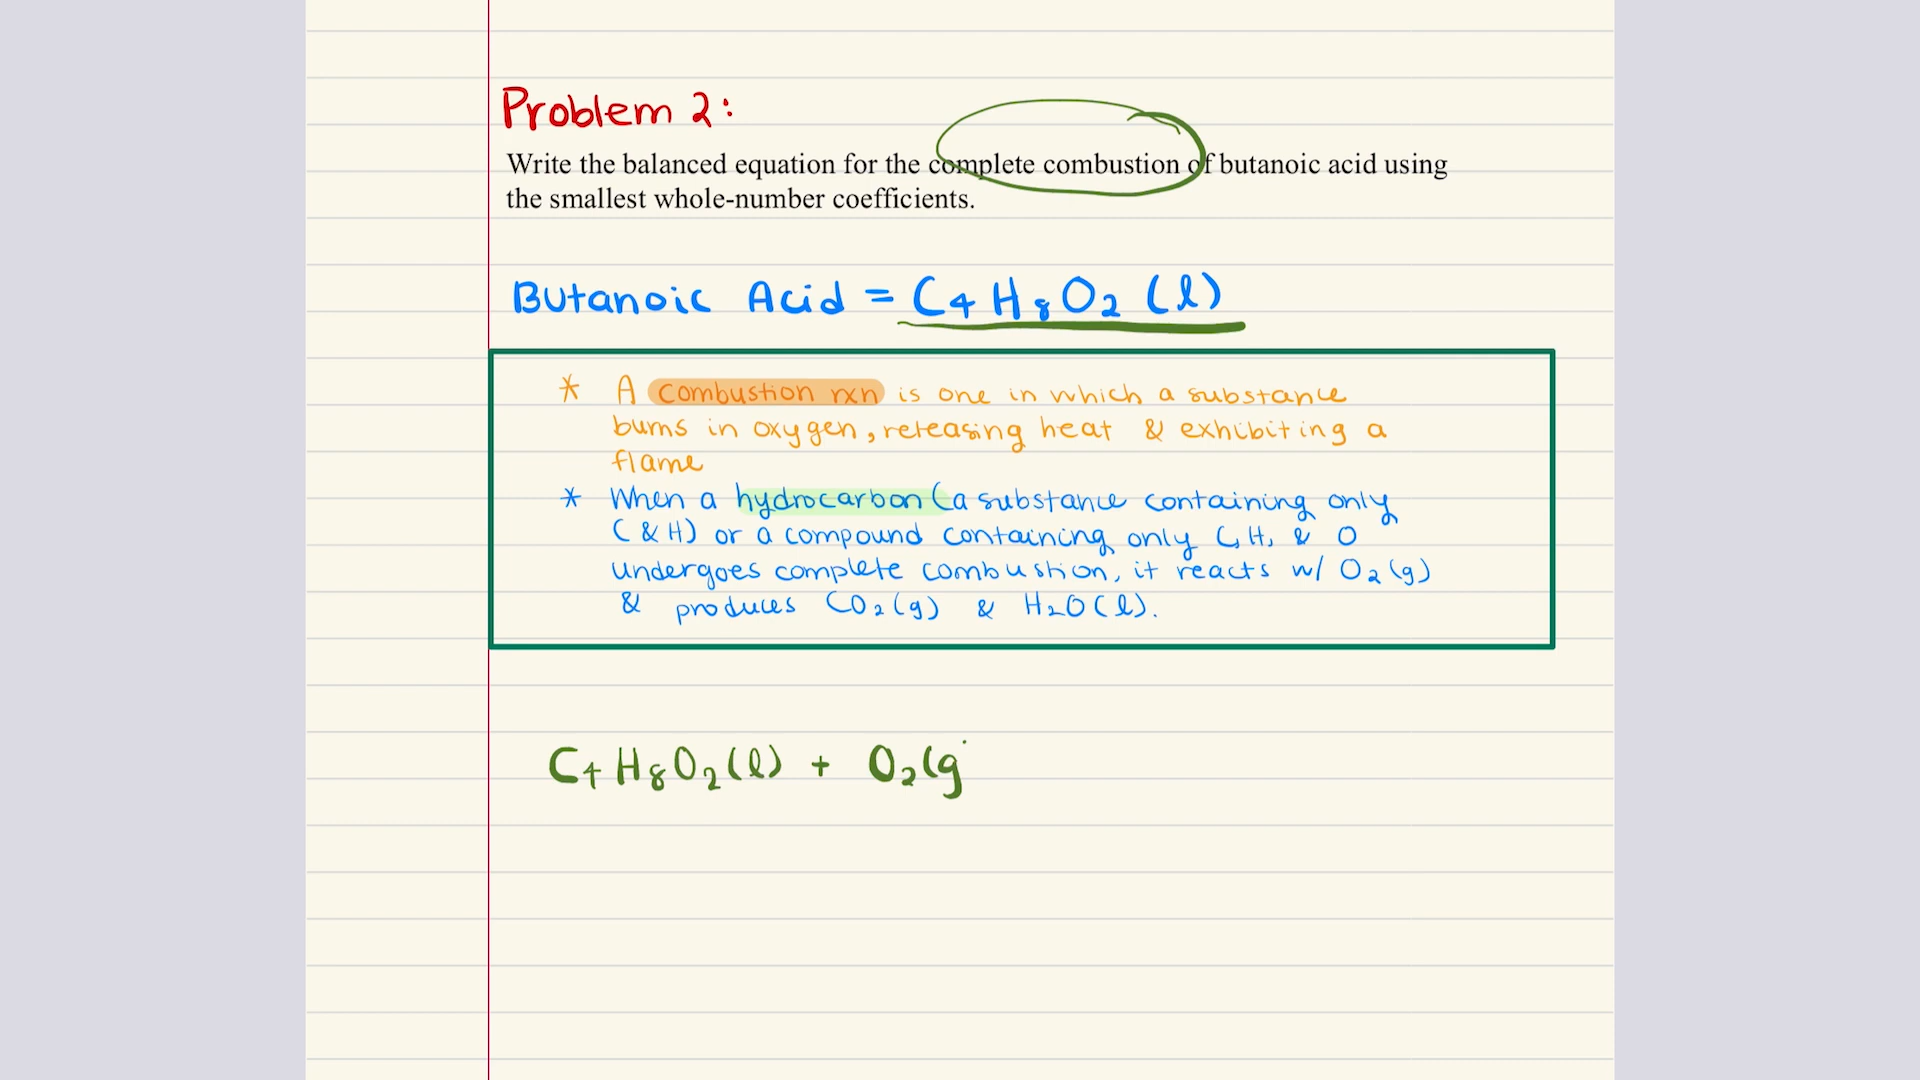 Problem 2:
Write the balanced equation for the complete combustion of butanoic acid using
the smallest whole-number coefficients.
Butanoic Acid = C4H8O2 (l)
* A combustion rxn is one in which a substance
burns in oxygen, releasing heat & exhibiting a
flame
* When a hydrocarbon (a substance containing only
C & H) or a compound containing only C, H, & O
undergoes complete combustion, it reacts w/ O2(g)
& produces CO2(g) & H2O(l).
C4H8O2(l) + O2(g